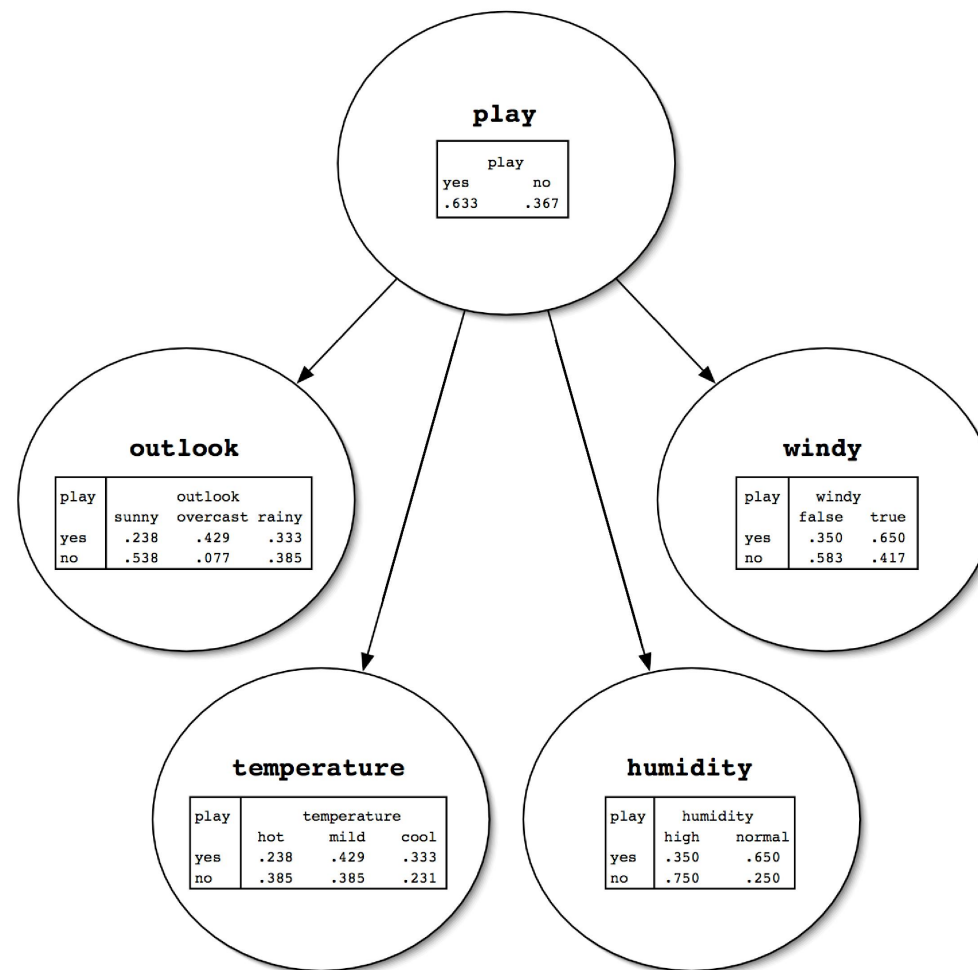 play
play
yes no
.633 .367
outlook
play outlook
sunny overcast rainy
yes .238 .429 .333
no .538 .077 .385
windy
play windy
false true
yes .350 .650
no .583 .417
temperature
play temperature
hot mild cool
yes .238 .429 .333
no .385 .385 .231
humidity
play humidity
high normal
yes .350 .650
no .750 .250